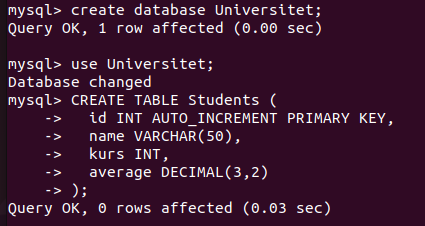 mysql> create database Universitet;
Query OK, 1 row affected (0.00 sec)

mysql> use Universitet;
Database changed
mysql> CREATE TABLE Students (
    ->   id INT AUTO_INCREMENT PRIMARY KEY,
    ->   name VARCHAR(50),
    ->   kurs INT,
    ->   average DECIMAL(3,2)
    -> );
Query OK, 0 rows affected (0.03 sec)